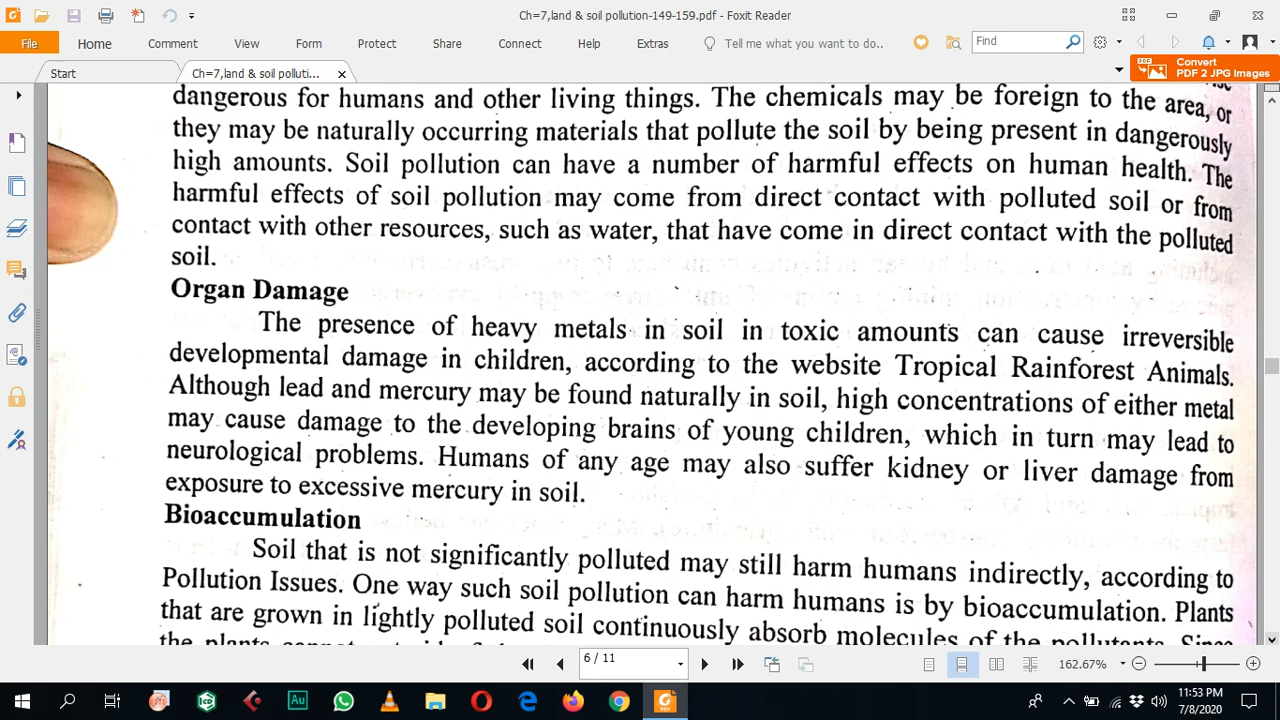 Ch=7,land & soil pollution-149-159.pdf - Foxit Reader
File Home Comment View Form Protect Share Connect Help Extras Tell me what you want to do.. Find
Start Ch=7,land & soil polluti...
Convert
PDF 2 JPG Images
dangerous for humans and other living things. The chemicals may be foreign to the area, or
they may be naturally occurring materials that pollute the soil by being present in dangerously
high amounts. Soil pollution can have a number of harmful effects on human health. The
harmful effects of soil pollution may come from direct contact with polluted soil or from
contact with other resources, such as water, that have come in direct contact with the polluted
soil.
Organ Damage
The presence of heavy metals in soil in toxic amounts can cause irreversible
developmental damage in children, according to the website Tropical Rainforest Animals.
Although lead and mercury may be found naturally in soil, high concentrations of either metal
may cause damage to the developing brains of young children, which in turn may lead to
neurological problems. Humans of any age may also suffer kidney or liver damage from
exposure to excessive mercury in soil.
Bioaccumulation
Soil that is not significantly polluted may still harm humans indirectly, according to
Pollution Issues. One way such soil pollution can harm humans is by bioaccumulation. Plants
that are grown in lightly polluted soil continuously absorb molecules of the pollutants. Since
the plants cannot
6 / 11
162.67%
11:53 PM
7/8/2020